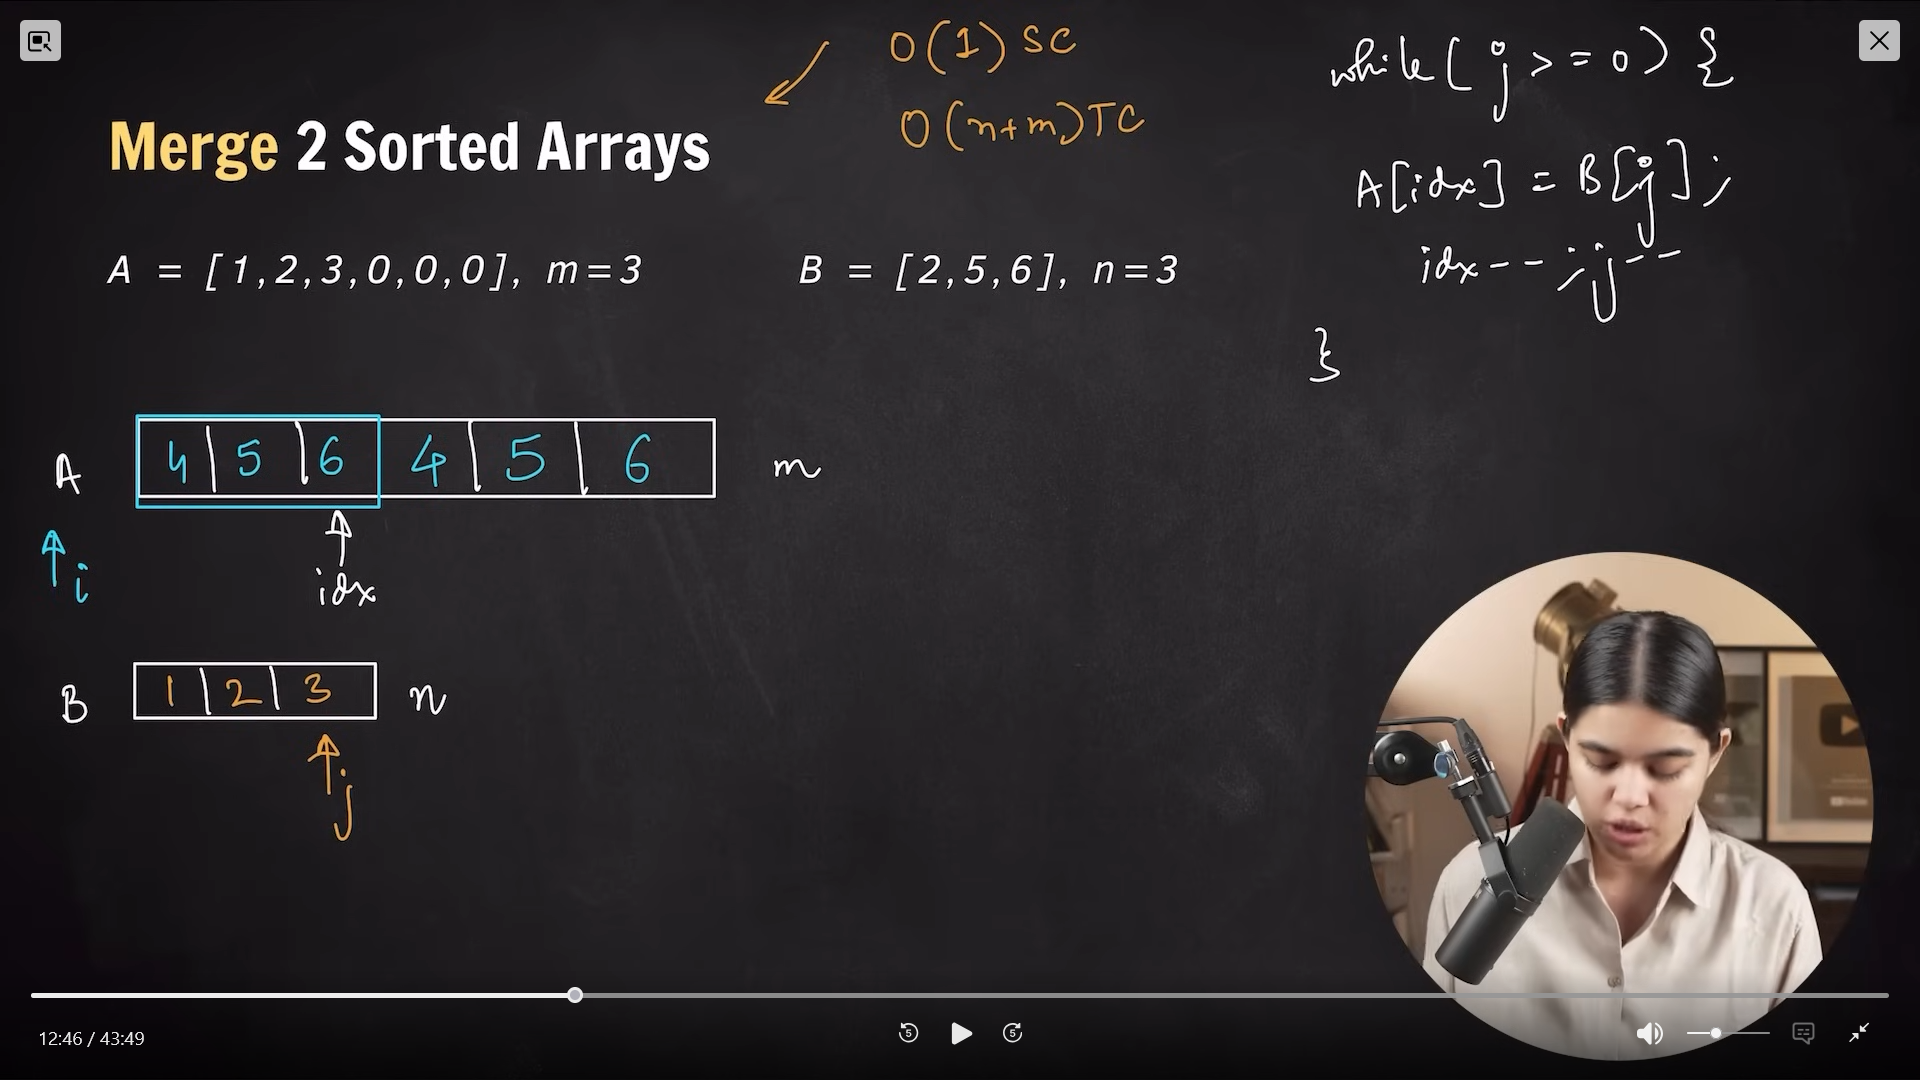 O(1) SC
O(n+m) TC
Merge 2 Sorted Arrays
A = [1,2,3,0,0,0], m=3
B = [2,5,6], n=3
while( j >= 0) {
A[idx] = B[j];
idx--; j--
}
A 4 5 6 4 5 6 m
i
idx
B 1 2 3 n
j
12:46 / 43:49
5
5